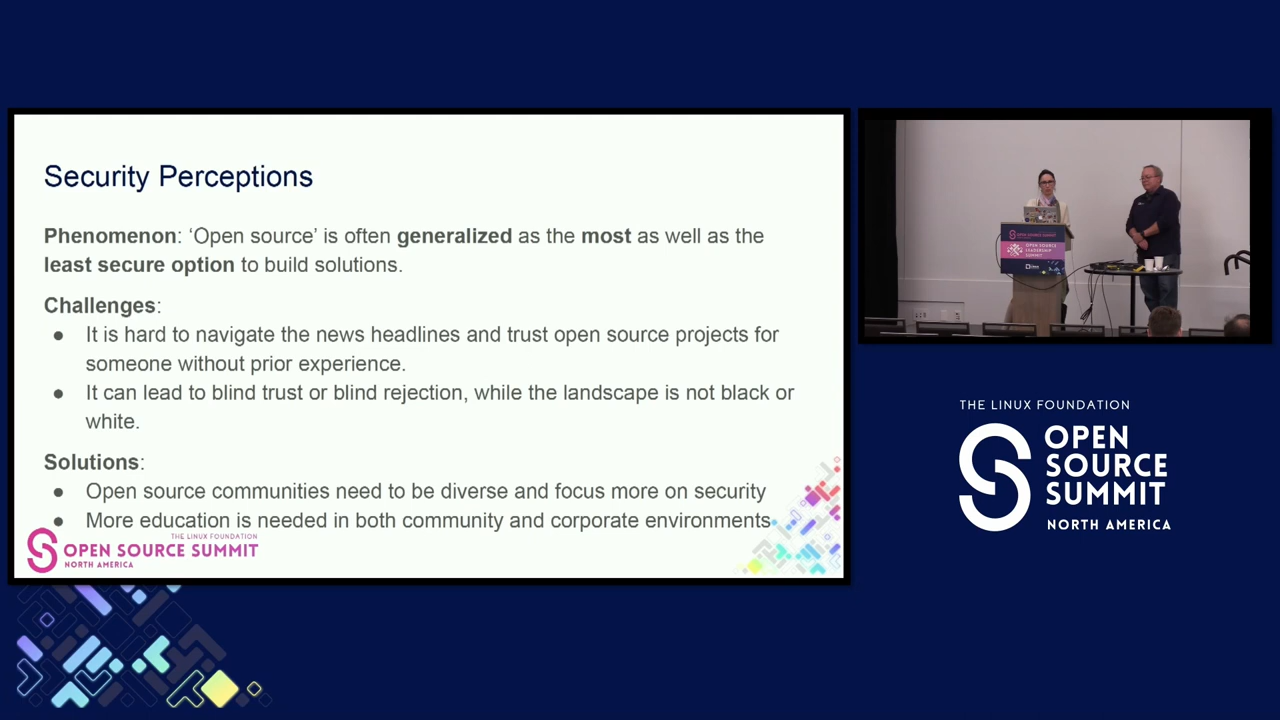 Security Perceptions
Phenomenon: ‘Open source’ is often generalized as the most as well as the
least secure option to build solutions.
Challenges:
● It is hard to navigate the news headlines and trust open source projects for
someone without prior experience.
● It can lead to blind trust or blind rejection, while the landscape is not black or
white.
Solutions:
● Open source communities need to be diverse and focus more on security
● More education is needed in both community and corporate environments
THE LINUX FOUNDATION
OPEN SOURCE SUMMIT
NORTH AMERICA
OPEN SOURCE
LEADERSHIP
SUMMIT
THE LINUX FOUNDATION
OPEN
SOURCE
SUMMIT
NORTH AMERICA